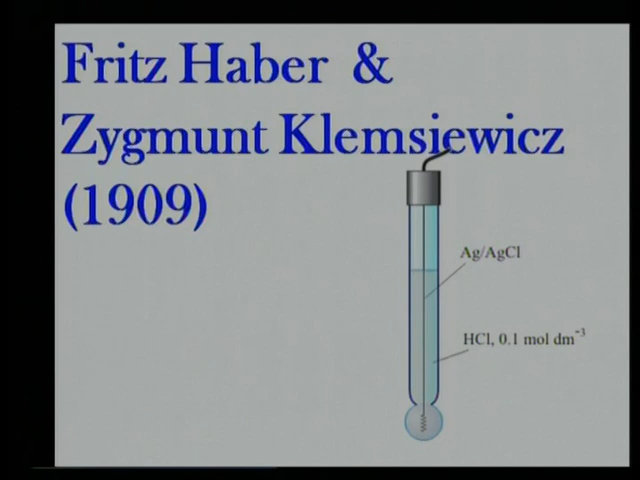 Fritz Haber &
Zygmunt Klemsiewicz
(1909)
Ag/AgCl
HCl, 0.1 mol dm⁻³